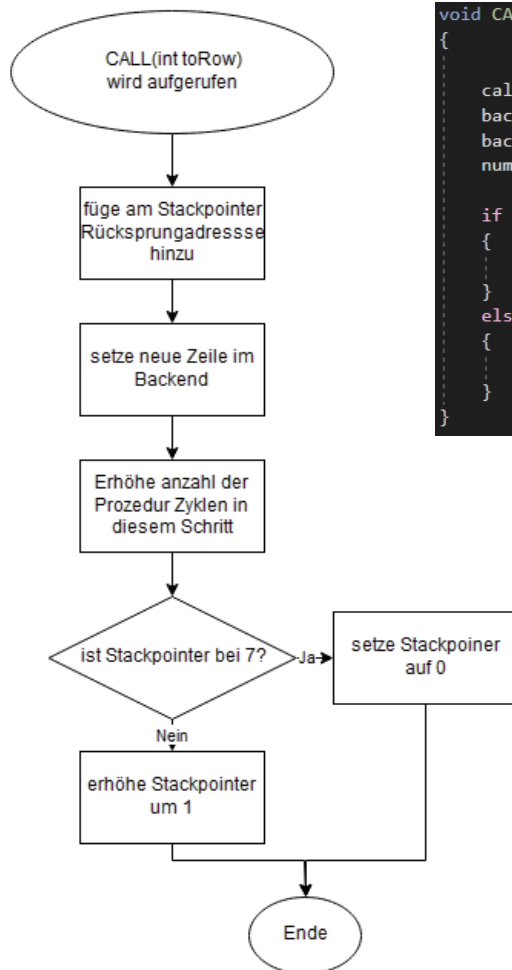 CALL(int toRow)
wird aufgerufen
füge am Stackpointer
Rücksprungadressse
hinzu
setze neue Zeile im
Backend
Erhöhe anzahl der
Prozedur Zyklen in
diesem Schritt
ist Stackpointer bei 7?
Ja
setze Stackpoiner
auf 0
Nein
erhöhe Stackpointer
um 1
Ende
void CA
{
cal
bac
bac
num
if
{
}
els
{
}
}